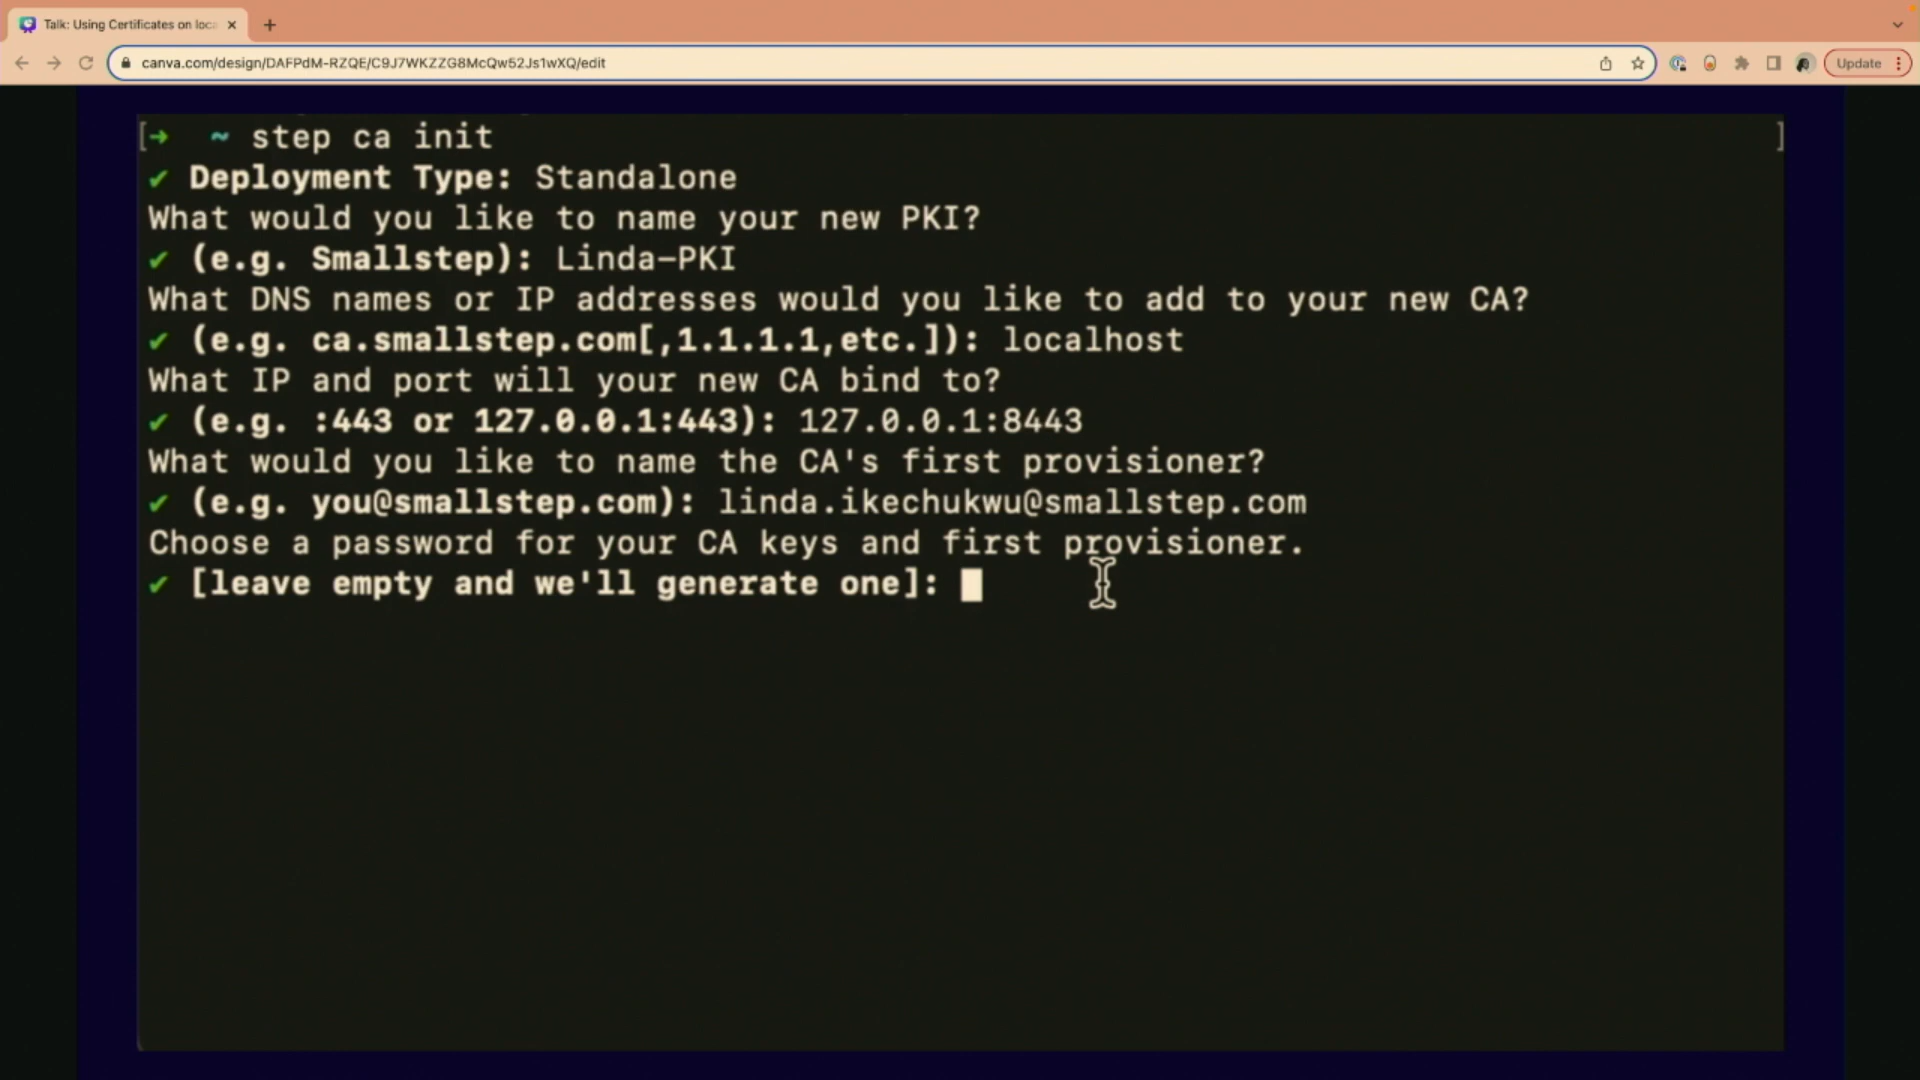 Talk: Using Certificates on loc
canva.com/design/DAFPdM-RZQE/C9J7WKZZG8McQw52Js1wXQ/edit
Update
[➜ ~ step ca init ]
✔ Deployment Type: Standalone
What would you like to name your new PKI?
✔ (e.g. Smallstep): Linda-PKI
What DNS names or IP addresses would you like to add to your new CA?
✔ (e.g. ca.smallstep.com[,1.1.1.1,etc.]): localhost
What IP and port will your new CA bind to?
✔ (e.g. :443 or 127.0.0.1:443): 127.0.0.1:8443
What would you like to name the CA's first provisioner?
✔ (e.g. you@smallstep.com): linda.ikechukwu@smallstep.com
Choose a password for your CA keys and first provisioner.
✔ [leave empty and we'll generate one]: